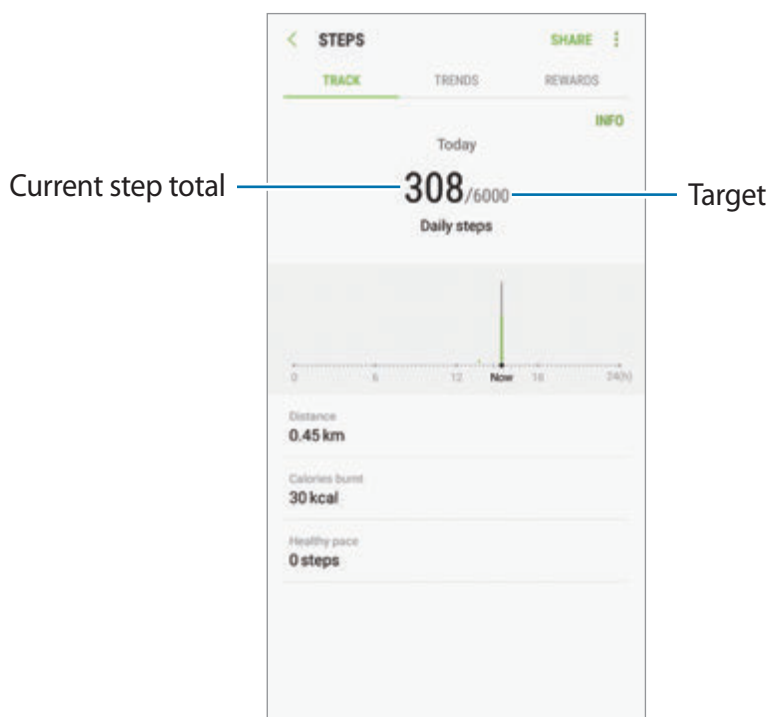 STEPS SHARE
TRACK TRENDS REWARDS
INFO
Today
Current step total 308/6000 Target
Daily steps
0 6 12 Now 18 24(h)
Distance
0.45 km
Calories burnt
30 kcal
Healthy pace
0 steps